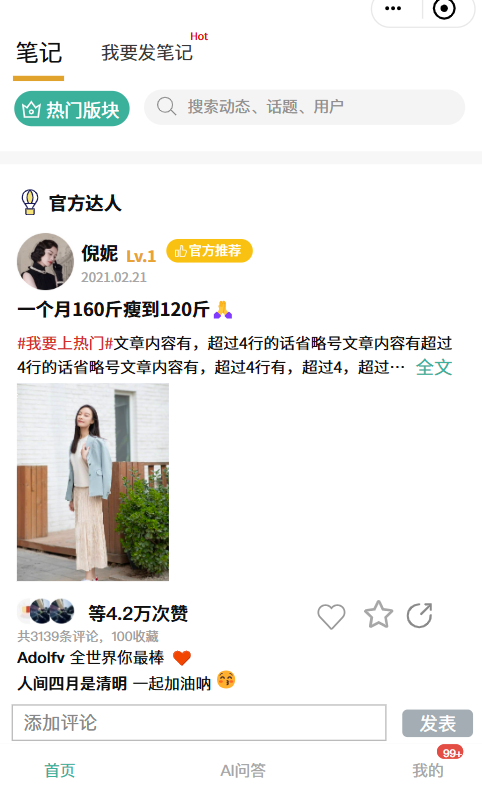 笔记
我要发笔记
Hot
热门版块
搜索动态、话题、用户
官方达人
倪妮 Lv.1 官方推荐
2021.02.21
一个月160斤瘦到120斤🙏
#我要上热门#文章内容有，超过4行的话省略号文章内容有超过
4行的话省略号文章内容有，超过4行有，超过4，超过… 全文
等4.2万次赞
共3139条评论，100收藏
Adolfv 全世界你最棒 ❤️
人间四月是清明 一起加油呐 😚
添加评论
发表
99+
首页
AI问答
我的